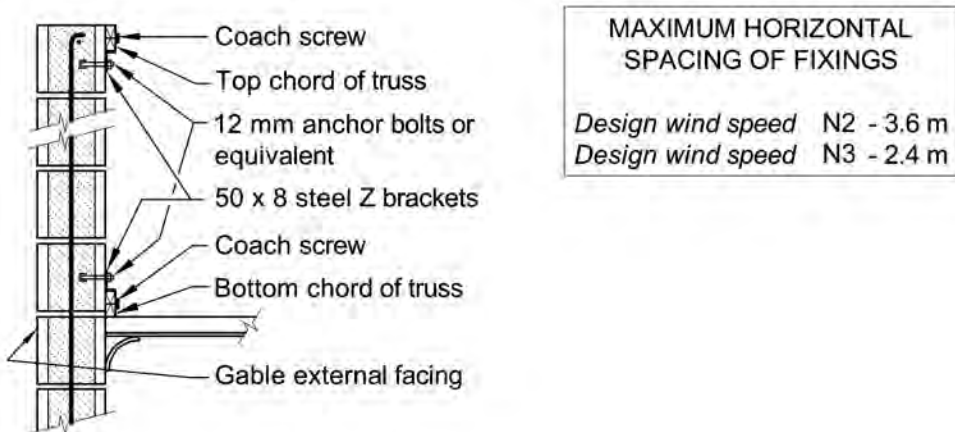 Coach screw
Top chord of truss
12 mm anchor bolts or
equivalent
50 x 8 steel Z brackets
Coach screw
Bottom chord of truss
Gable external facing
MAXIMUM HORIZONTAL
SPACING OF FIXINGS
Design wind speed N2 - 3.6 m
Design wind speed N3 - 2.4 m